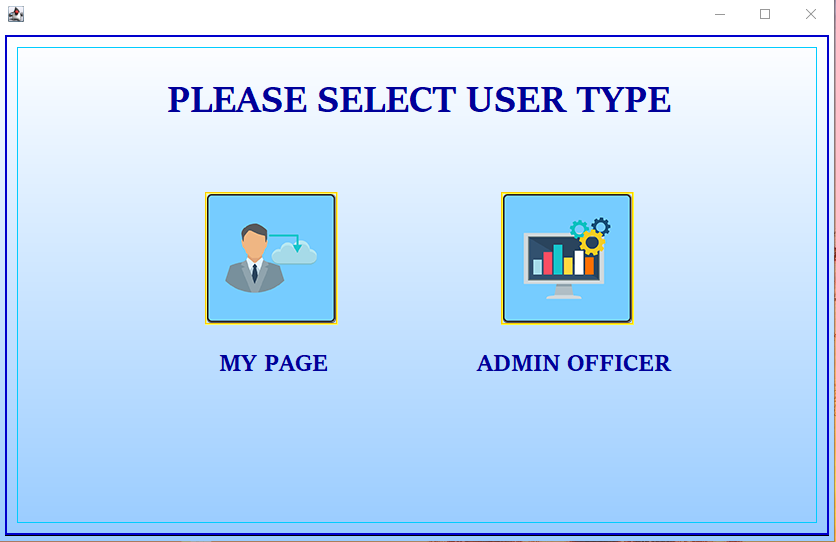 PLEASE SELECT USER TYPE
MY PAGE
ADMIN OFFICER